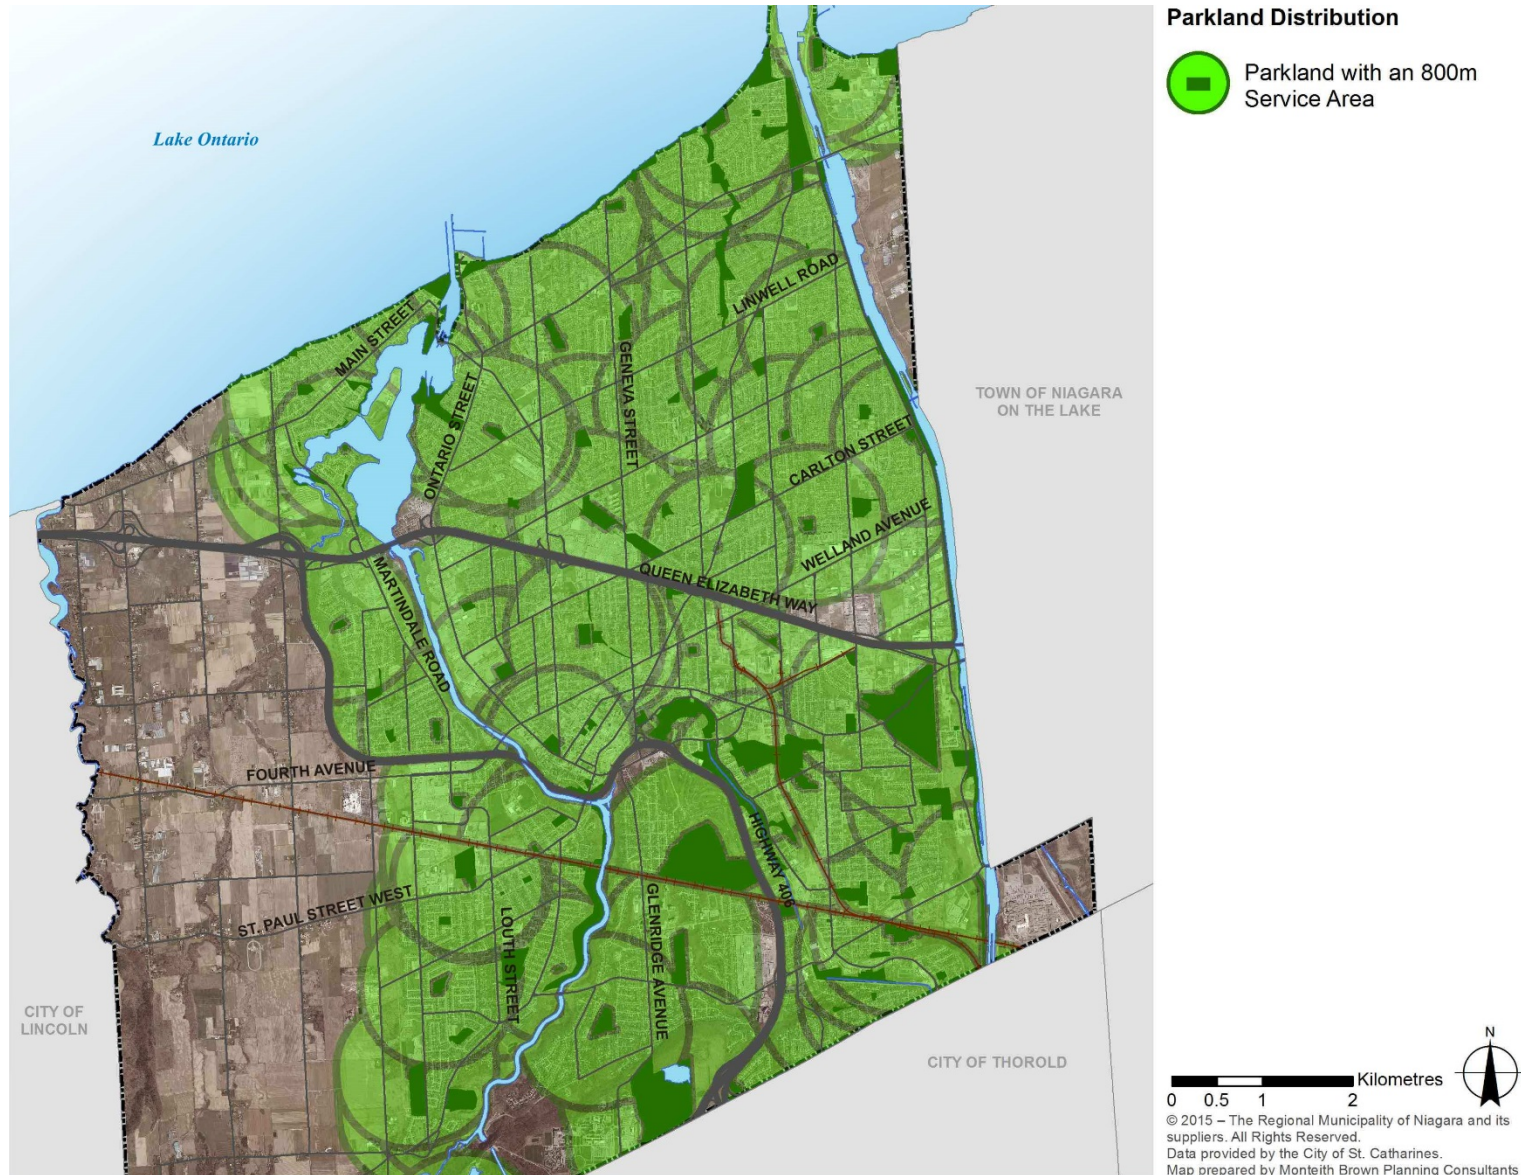 Parkland Distribution
Parkland with an 800m
Service Area
Lake Ontario
MAIN STREET
ONTARIO STREET
GENEVA STREET
LINWELL ROAD
TOWN OF NIAGARA
ON THE LAKE
CARLTON STREET
WELLAND AVENUE
QUEEN ELIZABETH WAY
MARTINDALE ROAD
FOURTH AVENUE
HIGHWAY 406
ST. PAUL STREET WEST
LOUTH STREET
GLENRIDGE AVENUE
CITY OF
LINCOLN
CITY OF THOROLD
N
Kilometres
0 0.5 1 2
© 2015 – The Regional Municipality of Niagara and its
suppliers. All Rights Reserved.
Data provided by the City of St. Catharines.
Map prepared by Monteith Brown Planning Consultants